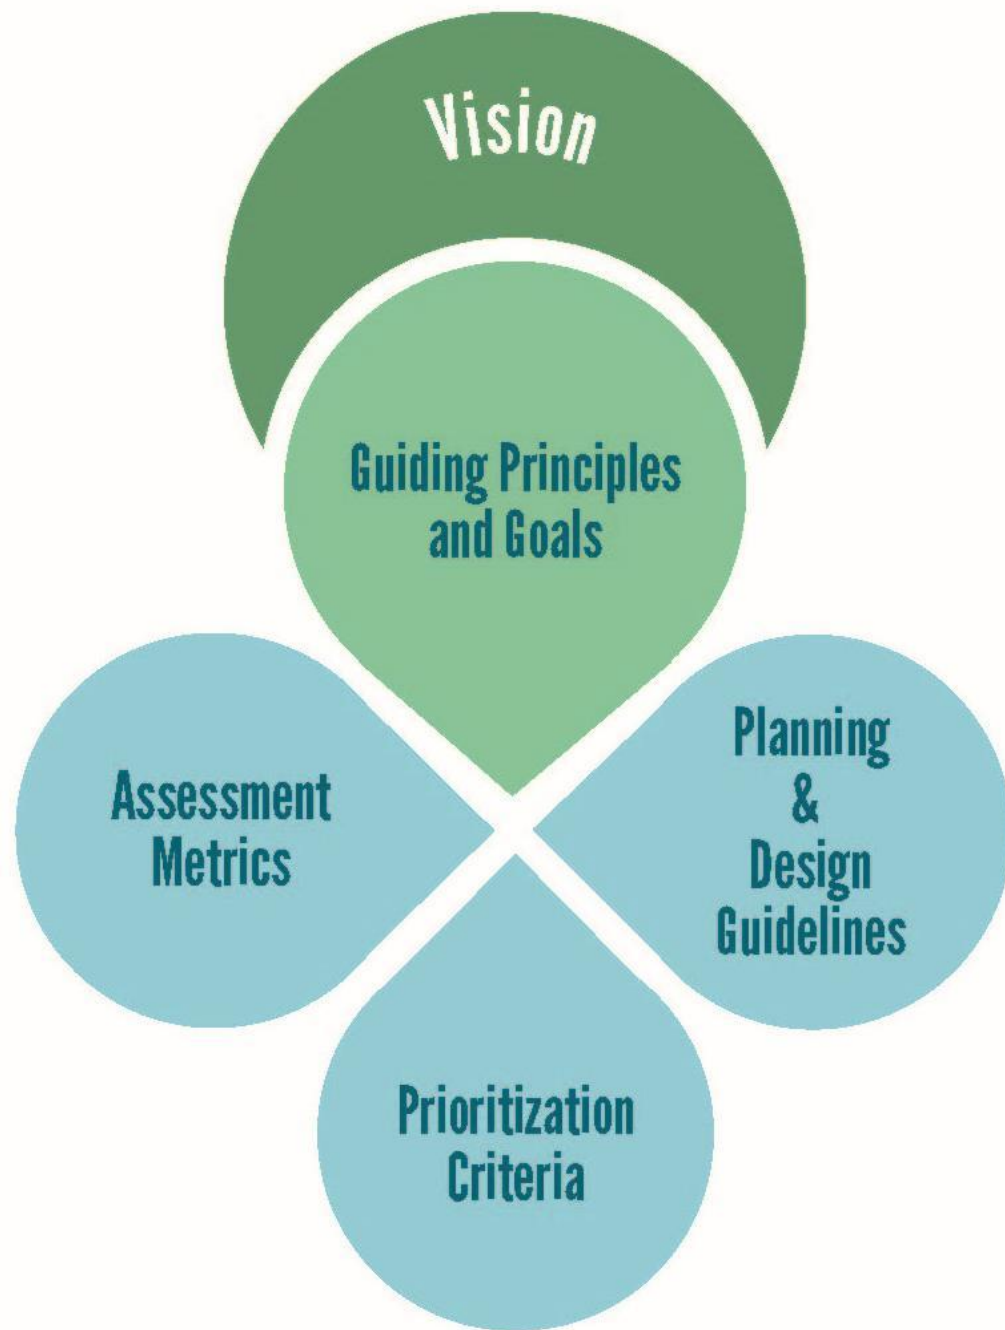 Vision
Guiding Principles
and Goals
Assessment
Metrics
Planning
&
Design
Guidelines
Prioritization
Criteria